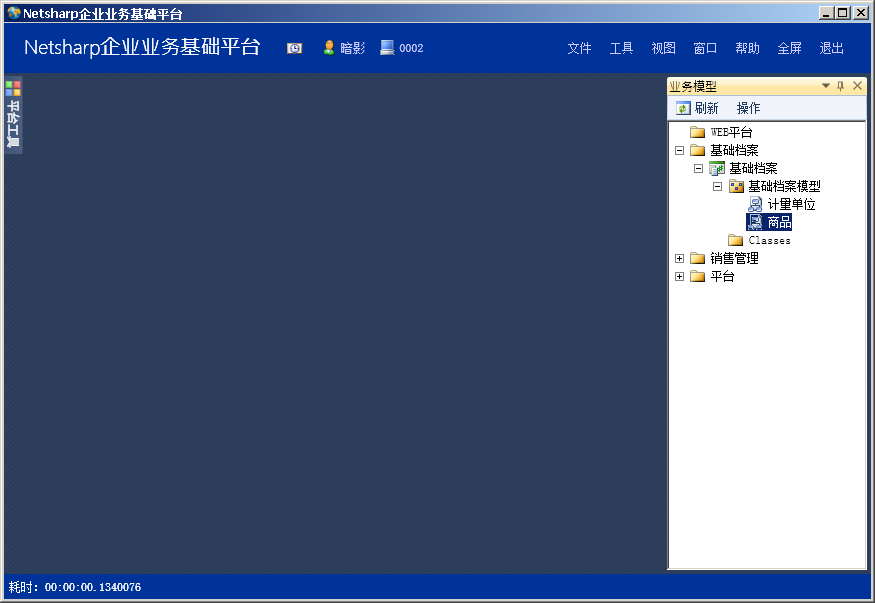 Netsharp企业业务基础平台
Netsharp企业业务基础平台 暗影 0002 文件 工具 视图 窗口 帮助 全屏 退出
平台工具
业务模型
刷新 操作
WEB平台
基础档案
基础档案
基础档案模型
计量单位
商品
Classes
销售管理
平台
耗时: 00:00:00.1340076